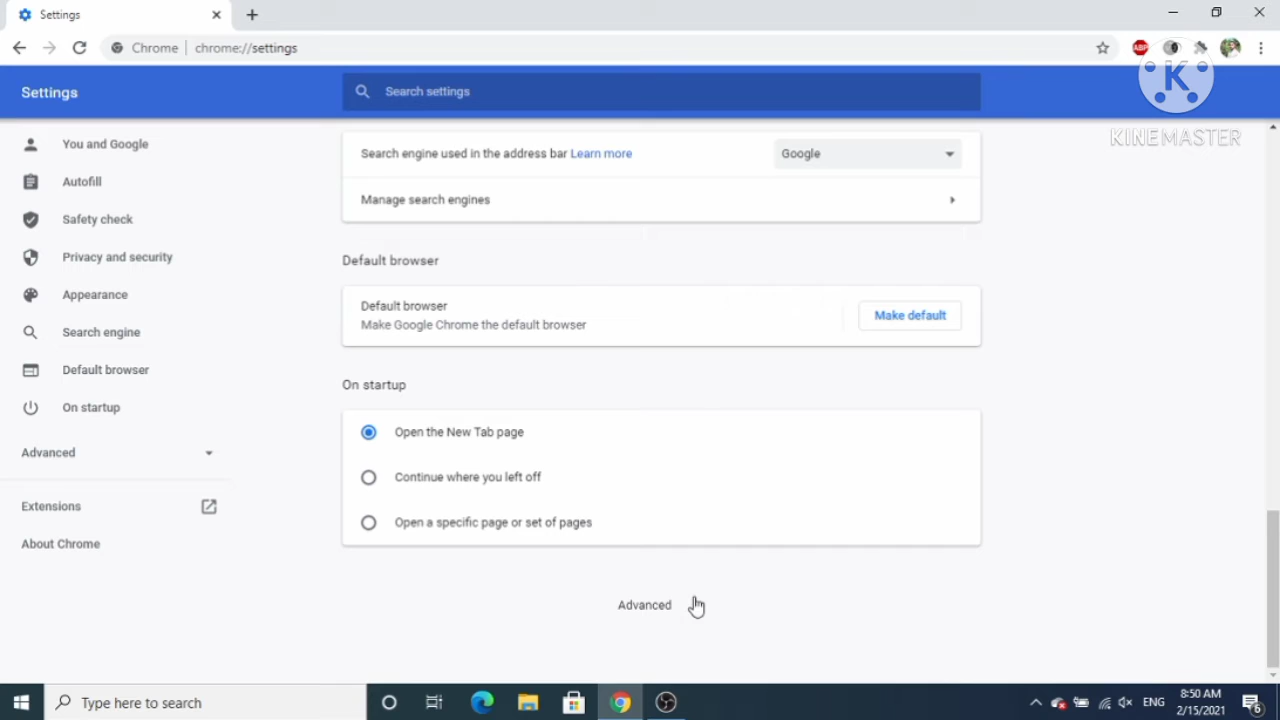 Settings
Chrome
chrome://settings
ABP
Settings
Search settings
K
KINEMASTER
You and Google
Autofill
Safety check
Privacy and security
Appearance
Search engine
Default browser
On startup
Advanced
Extensions
About Chrome
Search engine used in the address bar Learn more
Google
Manage search engines
Default browser
Default browser
Make Google Chrome the default browser
Make default
On startup
Open the New Tab page
Continue where you left off
Open a specific page or set of pages
Advanced
Type here to search
ENG
8:50 AM
2/15/2021
6